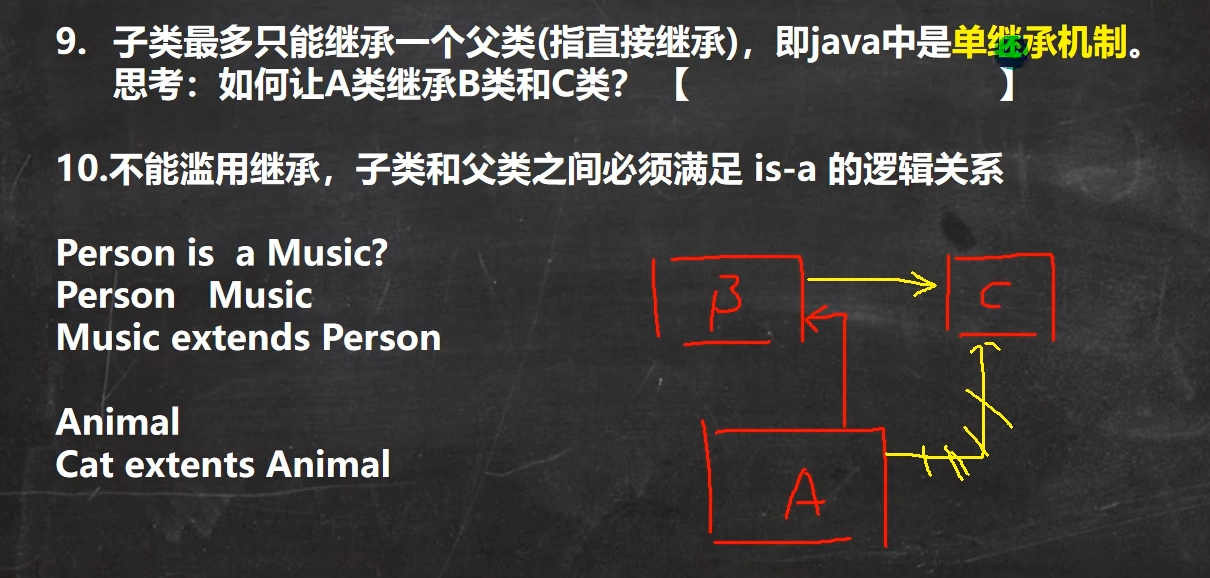 9. 子类最多只能继承一个父类(指直接继承)，即java中是单继承机制。
思考：如何让A类继承B类和C类？ 【 】
10.不能滥用继承，子类和父类之间必须满足 is-a 的逻辑关系
Person is a Music?
Person Music
Music extends Person
Animal
Cat extents Animal
B
C
A